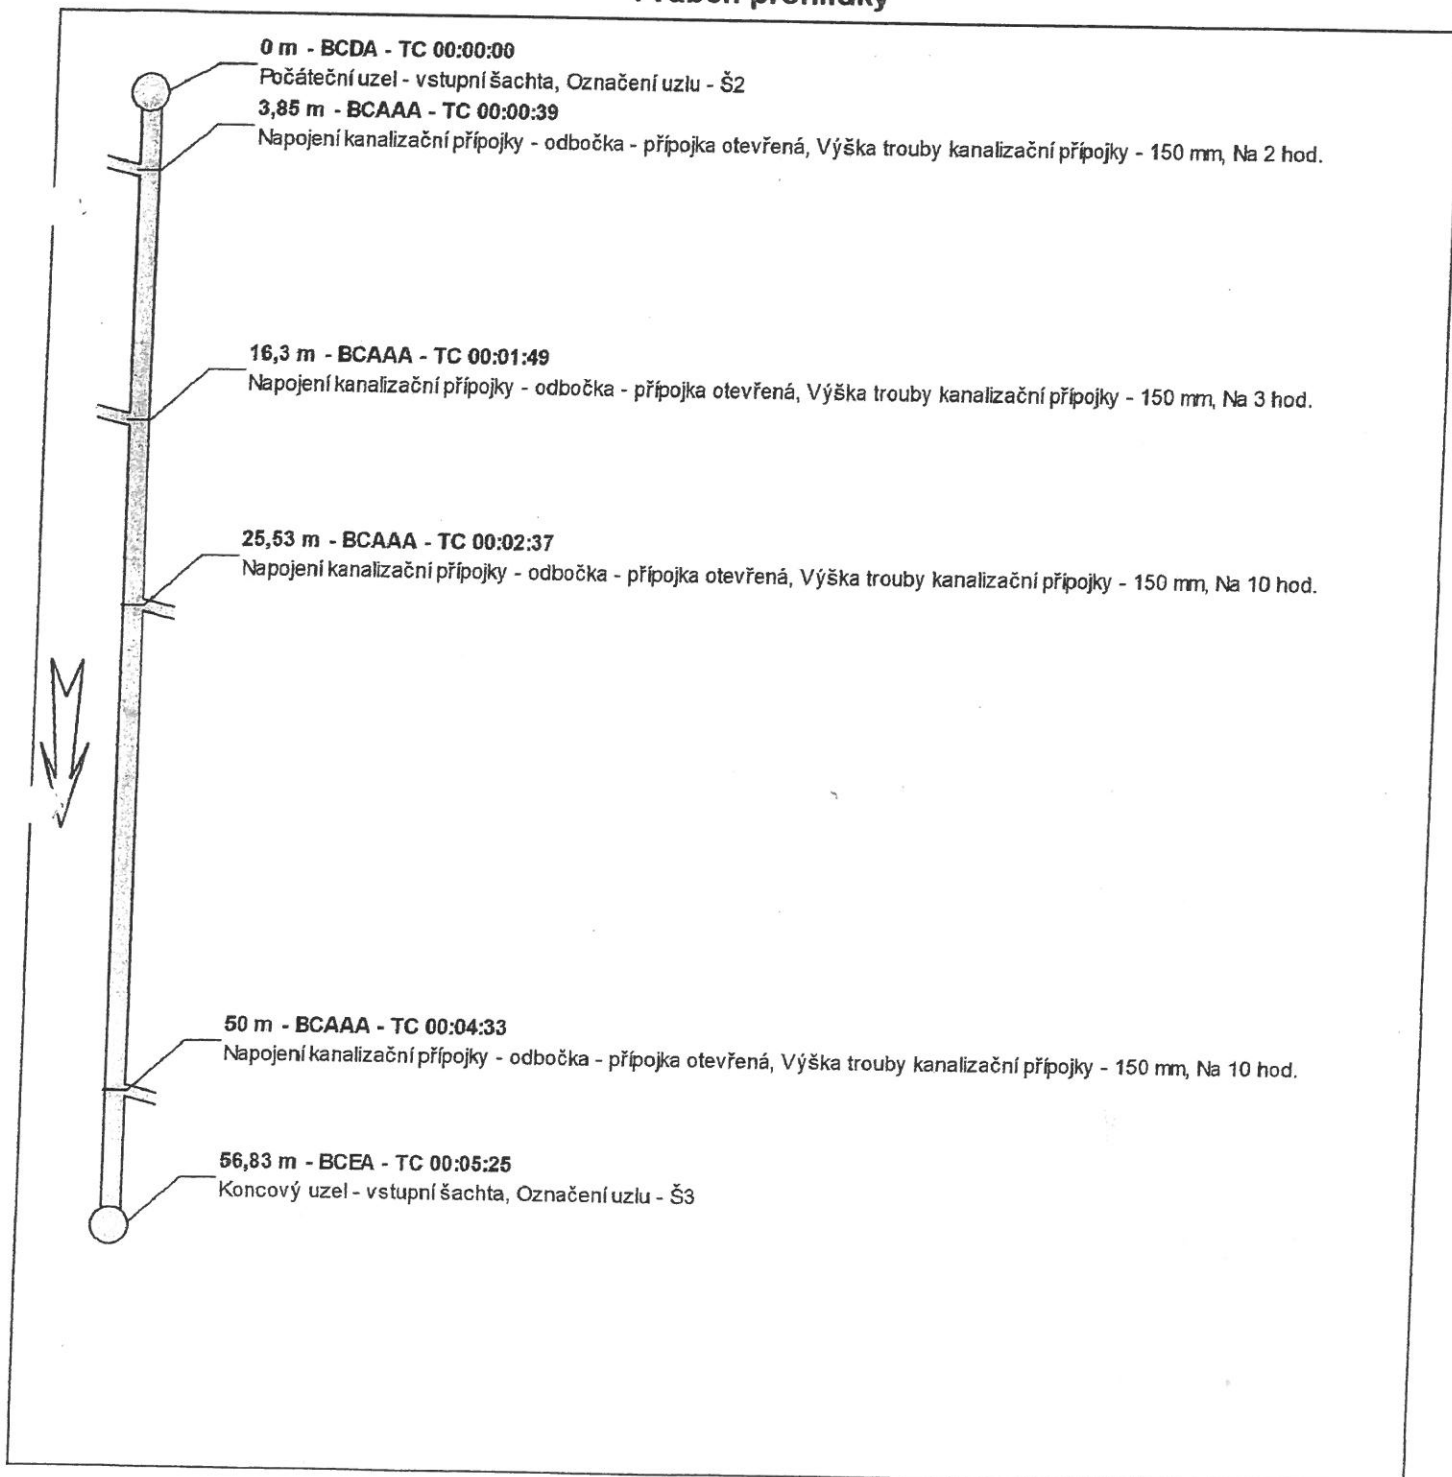 Průběh prohlídky
0 m - BCDA - TC 00:00:00
Počáteční uzel - vstupní šachta, Označení uzlu - Š2
3,85 m - BCAAA - TC 00:00:39
Napojení kanalizační přípojky - odbočka - přípojka otevřená, Výška trouby kanalizační přípojky - 150 mm, Na 2 hod.
16,3 m - BCAAA - TC 00:01:49
Napojení kanalizační přípojky - odbočka - přípojka otevřená, Výška trouby kanalizační přípojky - 150 mm, Na 3 hod.
25,53 m - BCAAA - TC 00:02:37
Napojení kanalizační přípojky - odbočka - přípojka otevřená, Výška trouby kanalizační přípojky - 150 mm, Na 10 hod.
50 m - BCAAA - TC 00:04:33
Napojení kanalizační přípojky - odbočka - přípojka otevřená, Výška trouby kanalizační přípojky - 150 mm, Na 10 hod.
56,83 m - BCEA - TC 00:05:25
Koncový uzel - vstupní šachta, Označení uzlu - Š3